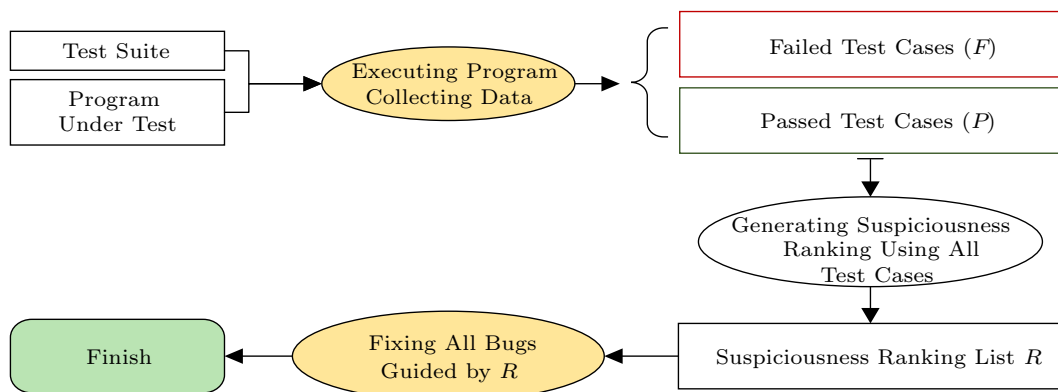 Test Suite
Program
Under Test
Executing Program
Collecting Data
Failed Test Cases (F)
Passed Test Cases (P)
Generating Suspiciousness
Ranking Using All
Test Cases
Suspiciousness Ranking List R
Fixing All Bugs
Guided by R
Finish